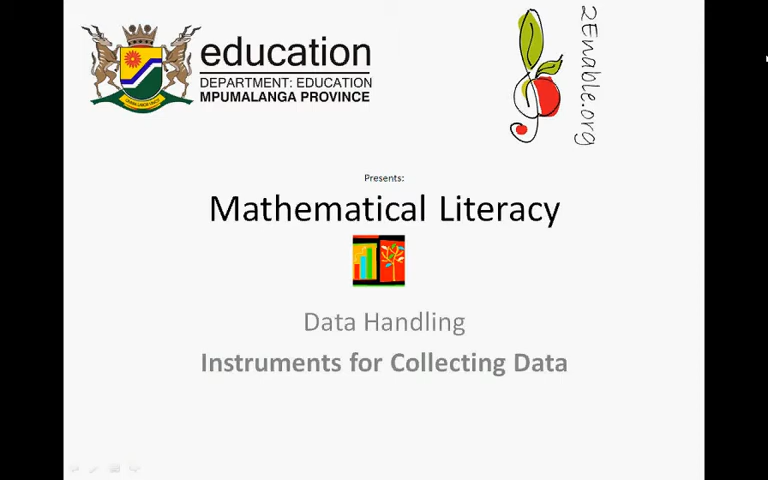 education
DEPARTMENT: EDUCATION
MPUMALANGA PROVINCE
2Enable.org
Presents:
Mathematical Literacy
Data Handling
Instruments for Collecting Data